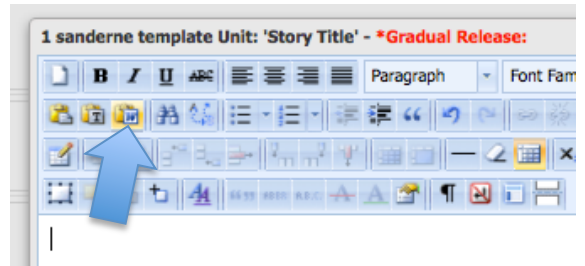 1 sanderne template Unit: 'Story Title' - *Gradual Release:
B I U ABC Paragraph Font Fam